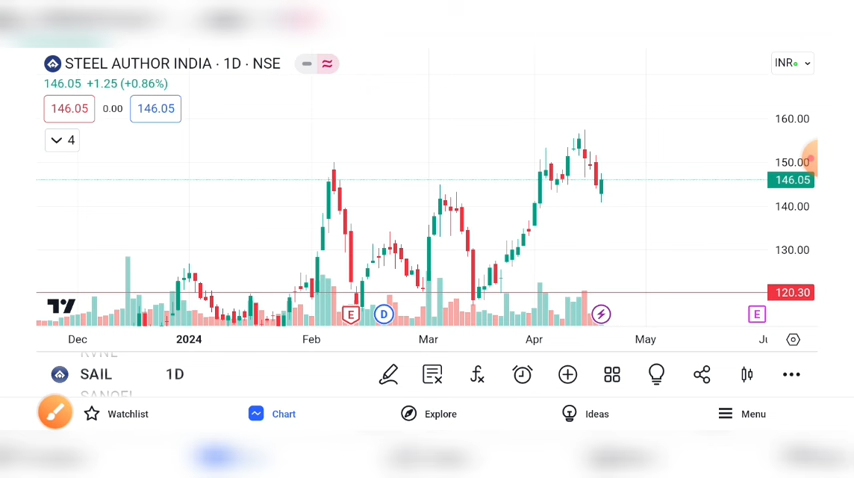 STEEL AUTHOR INDIA · 1D · NSE
INR
146.05 +1.25 (+0.86%)
146.05 0.00 146.05
4
160.00
150.00
146.05
140.00
130.00
120.30
E D E
Dec 2024 Feb Mar Apr May
SAIL 1D
Watchlist Chart Explore Ideas Menu